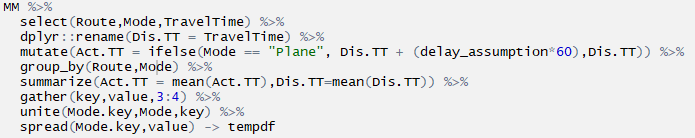 MM %>%
select(Route,Mode,TravelTime) %>%
dplyr::rename(Dis.TT = TravelTime) %>%
mutate(Act.TT = ifelse(Mode == "Plane", Dis.TT + (delay_assumption*60),Dis.TT)) %>%
group_by(Route,Mode) %>%
summarize(Act.TT = mean(Act.TT),Dis.TT=mean(Dis.TT)) %>%
gather(key,value,3:4) %>%
unite(Mode.key,Mode,key) %>%
spread(Mode.key,value) -> tempdf